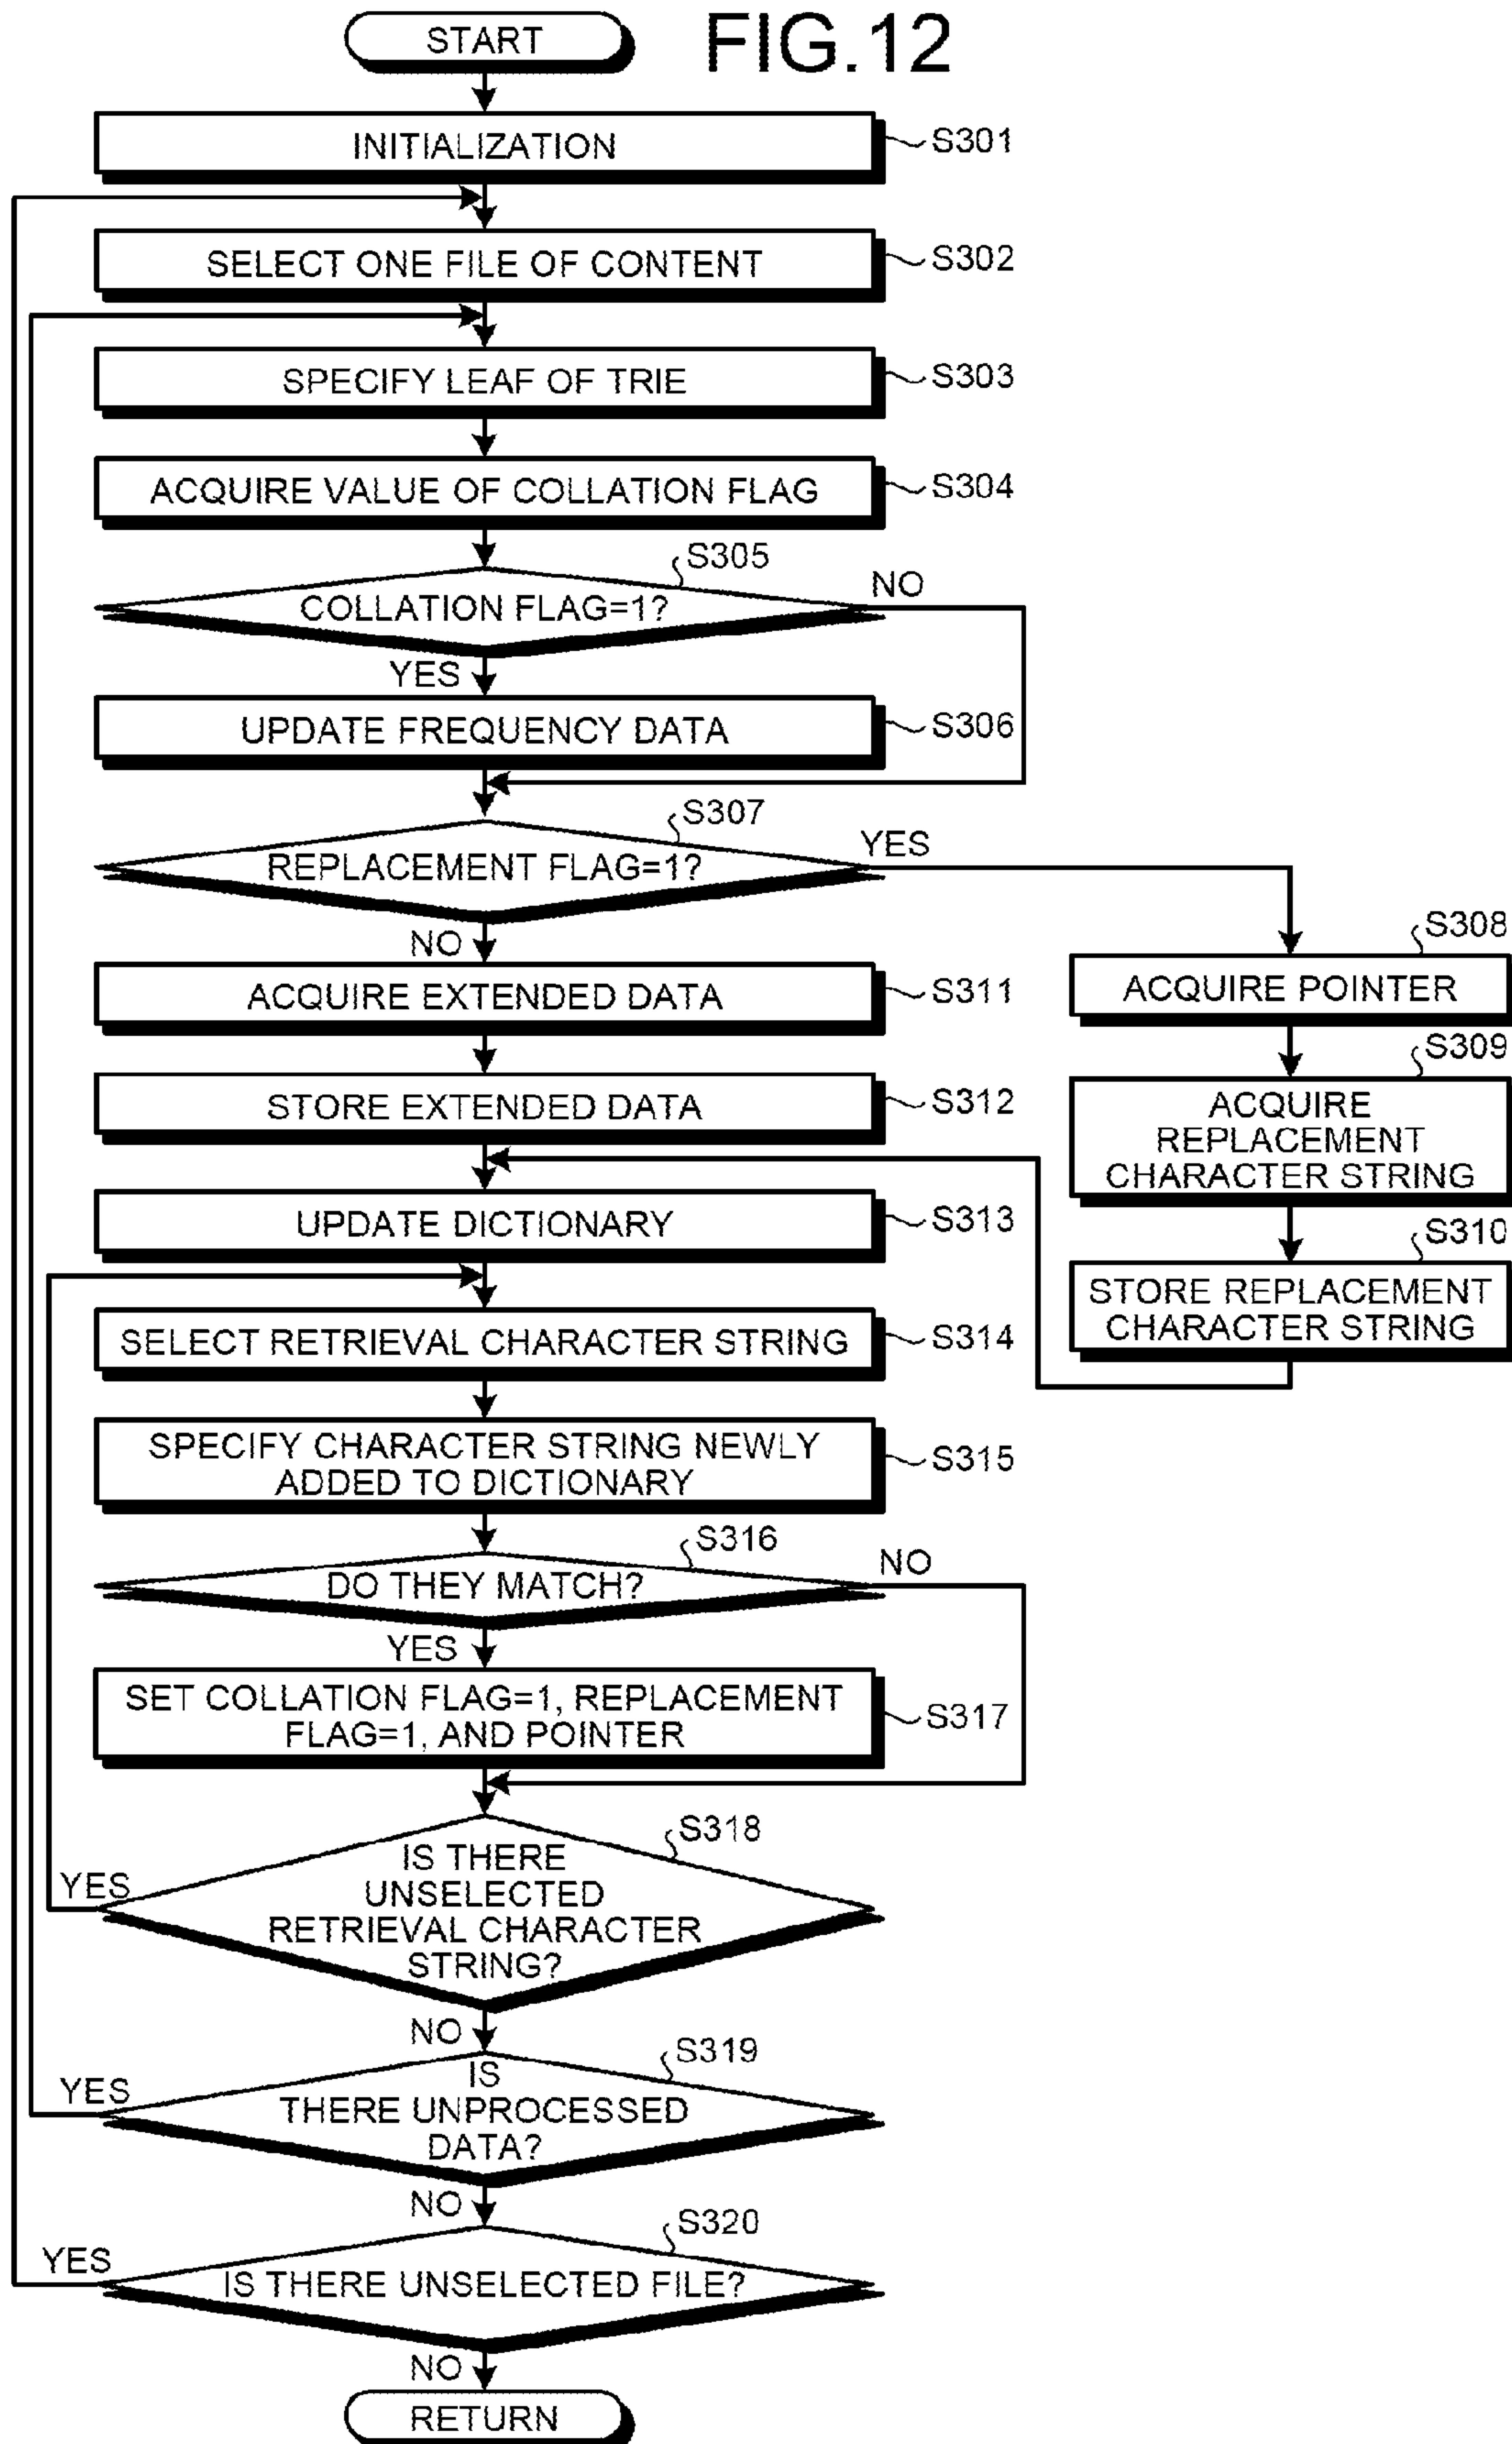 FIG.12
START
INITIALIZATION
S301
SELECT ONE FILE OF CONTENT
S302
SPECIFY LEAF OF TRIE
S303
ACQUIRE VALUE OF COLLATION FLAG
S304
S305
COLLATION FLAG=1?
NO
YES
UPDATE FREQUENCY DATA
S306
S307
REPLACEMENT FLAG=1?
YES
NO
S308
ACQUIRE POINTER
S309
ACQUIRE
REPLACEMENT
CHARACTER STRING
S310
STORE REPLACEMENT
CHARACTER STRING
ACQUIRE EXTENDED DATA
S311
STORE EXTENDED DATA
S312
UPDATE DICTIONARY
S313
SELECT RETRIEVAL CHARACTER STRING
S314
SPECIFY CHARACTER STRING NEWLY
ADDED TO DICTIONARY
S315
S316
DO THEY MATCH?
NO
YES
SET COLLATION FLAG=1, REPLACEMENT
FLAG=1, AND POINTER
S317
S318
IS THERE
UNSELECTED
RETRIEVAL CHARACTER
STRING?
YES
NO
S319
IS
THERE UNPROCESSED
DATA?
YES
NO
S320
IS THERE UNSELECTED FILE?
YES
NO
RETURN